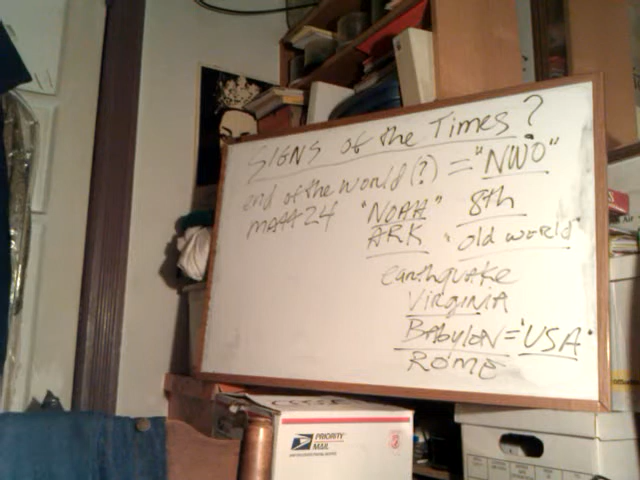 SIGNS of the Times?
end of the world(?) = "NWO"
MATT 24 "NOAH" 8th
ARK "old world"
earthquake
VIRGINIA
BABYLON = "USA"
ROME
PRIORITY
MAIL